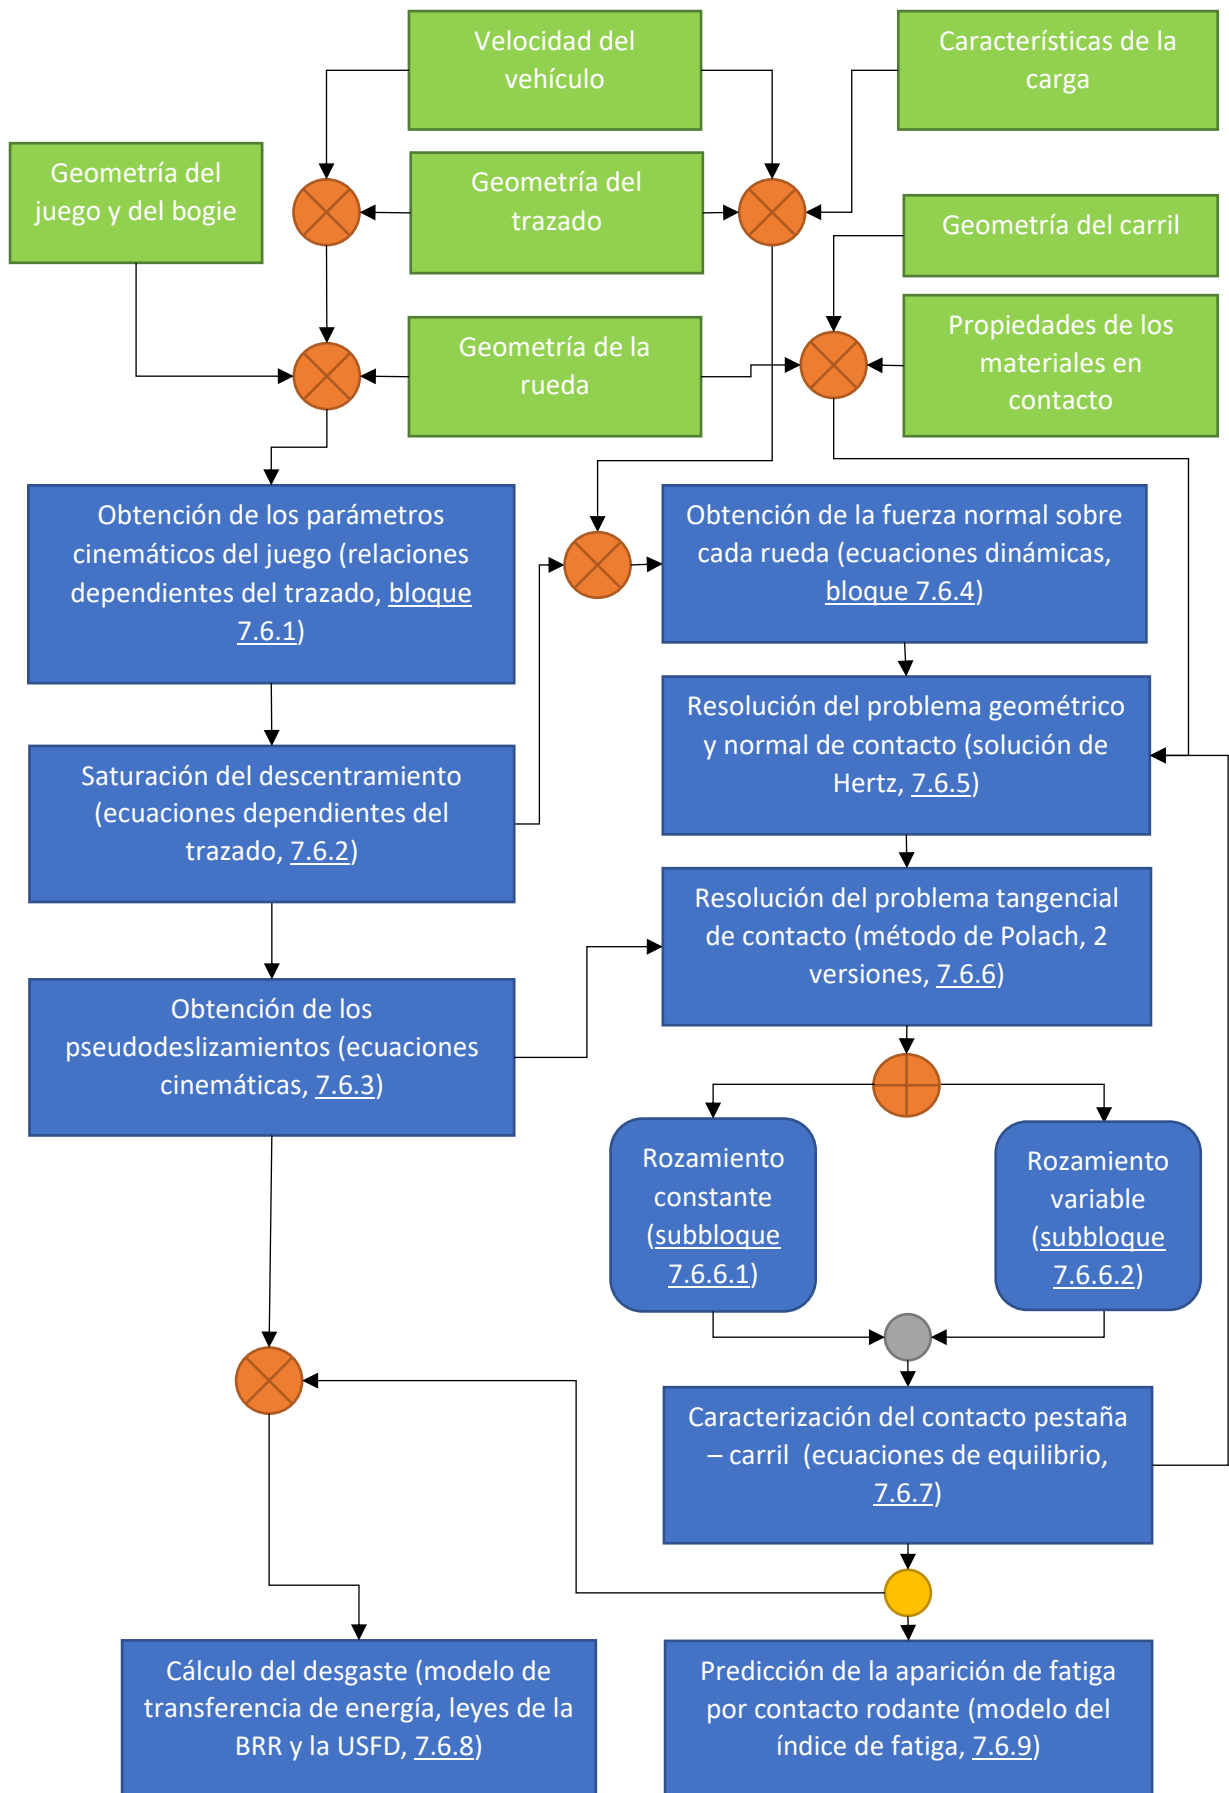 Velocidad del
vehículo
Características de la
carga
Geometría del
juego y del bogie
Geometría del
trazado
Geometría del carril
Geometría de la
rueda
Propiedades de los
materiales en
contacto
Obtención de los parámetros
cinemáticos del juego (relaciones
dependientes del trazado, bloque
7.6.1)
Obtención de la fuerza normal sobre
cada rueda (ecuaciones dinámicas,
bloque 7.6.4)
Saturación del descentramiento
(ecuaciones dependientes del
trazado, 7.6.2)
Resolución del problema geométrico
y normal de contacto (solución de
Hertz, 7.6.5)
Obtención de los
pseudodeslizamientos (ecuaciones
cinemáticas, 7.6.3)
Resolución del problema tangencial
de contacto (método de Polach, 2
versiones, 7.6.6)
Rozamiento
constante
(subbloque
7.6.6.1)
Rozamiento
variable
(subbloque
7.6.6.2)
Caracterización del contacto pestaña
– carril (ecuaciones de equilibrio,
7.6.7)
Cálculo del desgaste (modelo de
transferencia de energía, leyes de la
BRR y la USFD, 7.6.8)
Predicción de la aparición de fatiga
por contacto rodante (modelo del
índice de fatiga, 7.6.9)